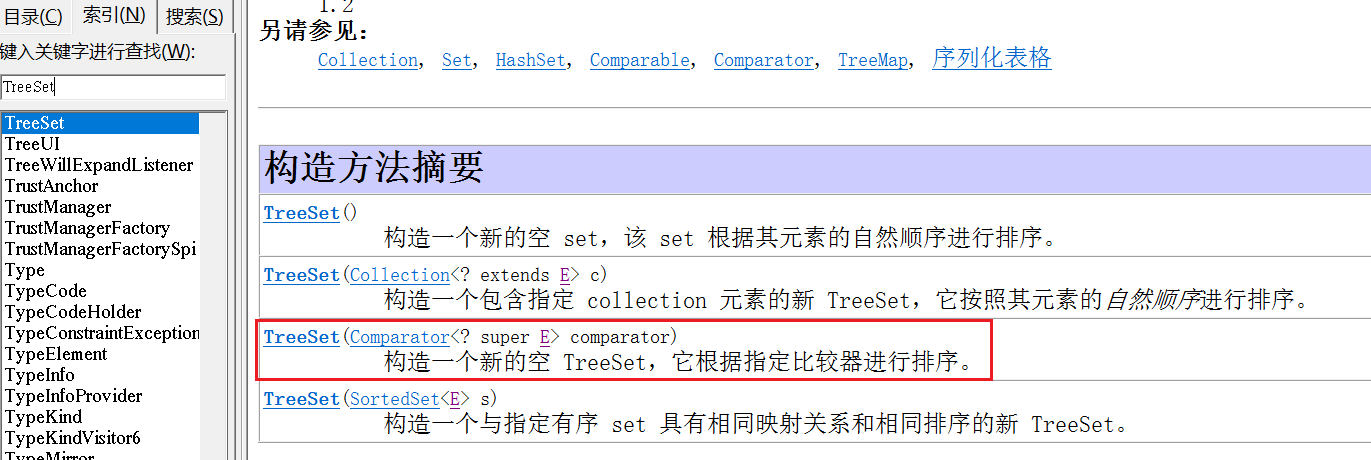 目录(C) 索引(N) 搜索(S)
键入关键字进行查找(W):
TreeSet
TreeSet
TreeUI
TreeWillExpandListener
TrustAnchor
TrustManager
TrustManagerFactory
TrustManagerFactorySpi
Type
TypeCode
TypeCodeHolder
TypeConstraintException
TypeElement
TypeInfo
TypeInfoProvider
TypeKind
TypeKindVisitor6
TypeMirror
1.2
另请参见：
Collection, Set, HashSet, Comparable, Comparator, TreeMap, 序列化表格
构造方法摘要
TreeSet()
构造一个新的空 set，该 set 根据其元素的自然顺序进行排序。
TreeSet(Collection<? extends E> c)
构造一个包含指定 collection 元素的新 TreeSet，它按照其元素的自然顺序进行排序。
TreeSet(Comparator<? super E> comparator)
构造一个新的空 TreeSet，它根据指定比较器进行排序。
TreeSet(SortedSet<E> s)
构造一个与指定有序 set 具有相同映射关系和相同排序的新 TreeSet。